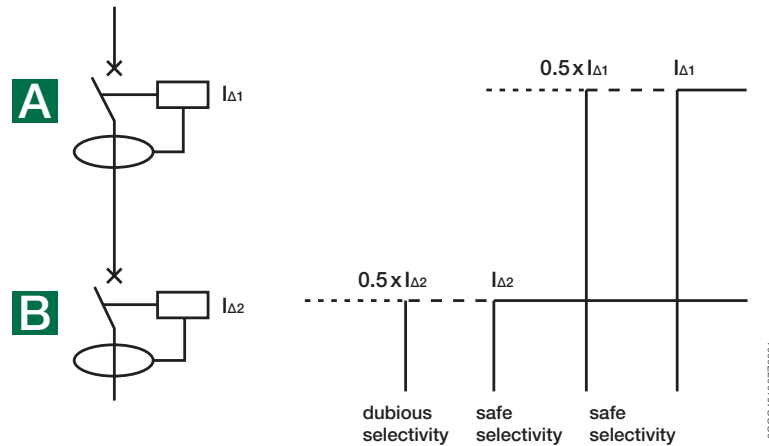 A
IΔ1
0.5 x IΔ1
IΔ1
B
IΔ2
0.5 x IΔ2
IΔ2
dubious
selectivity
safe
selectivity
safe
selectivity